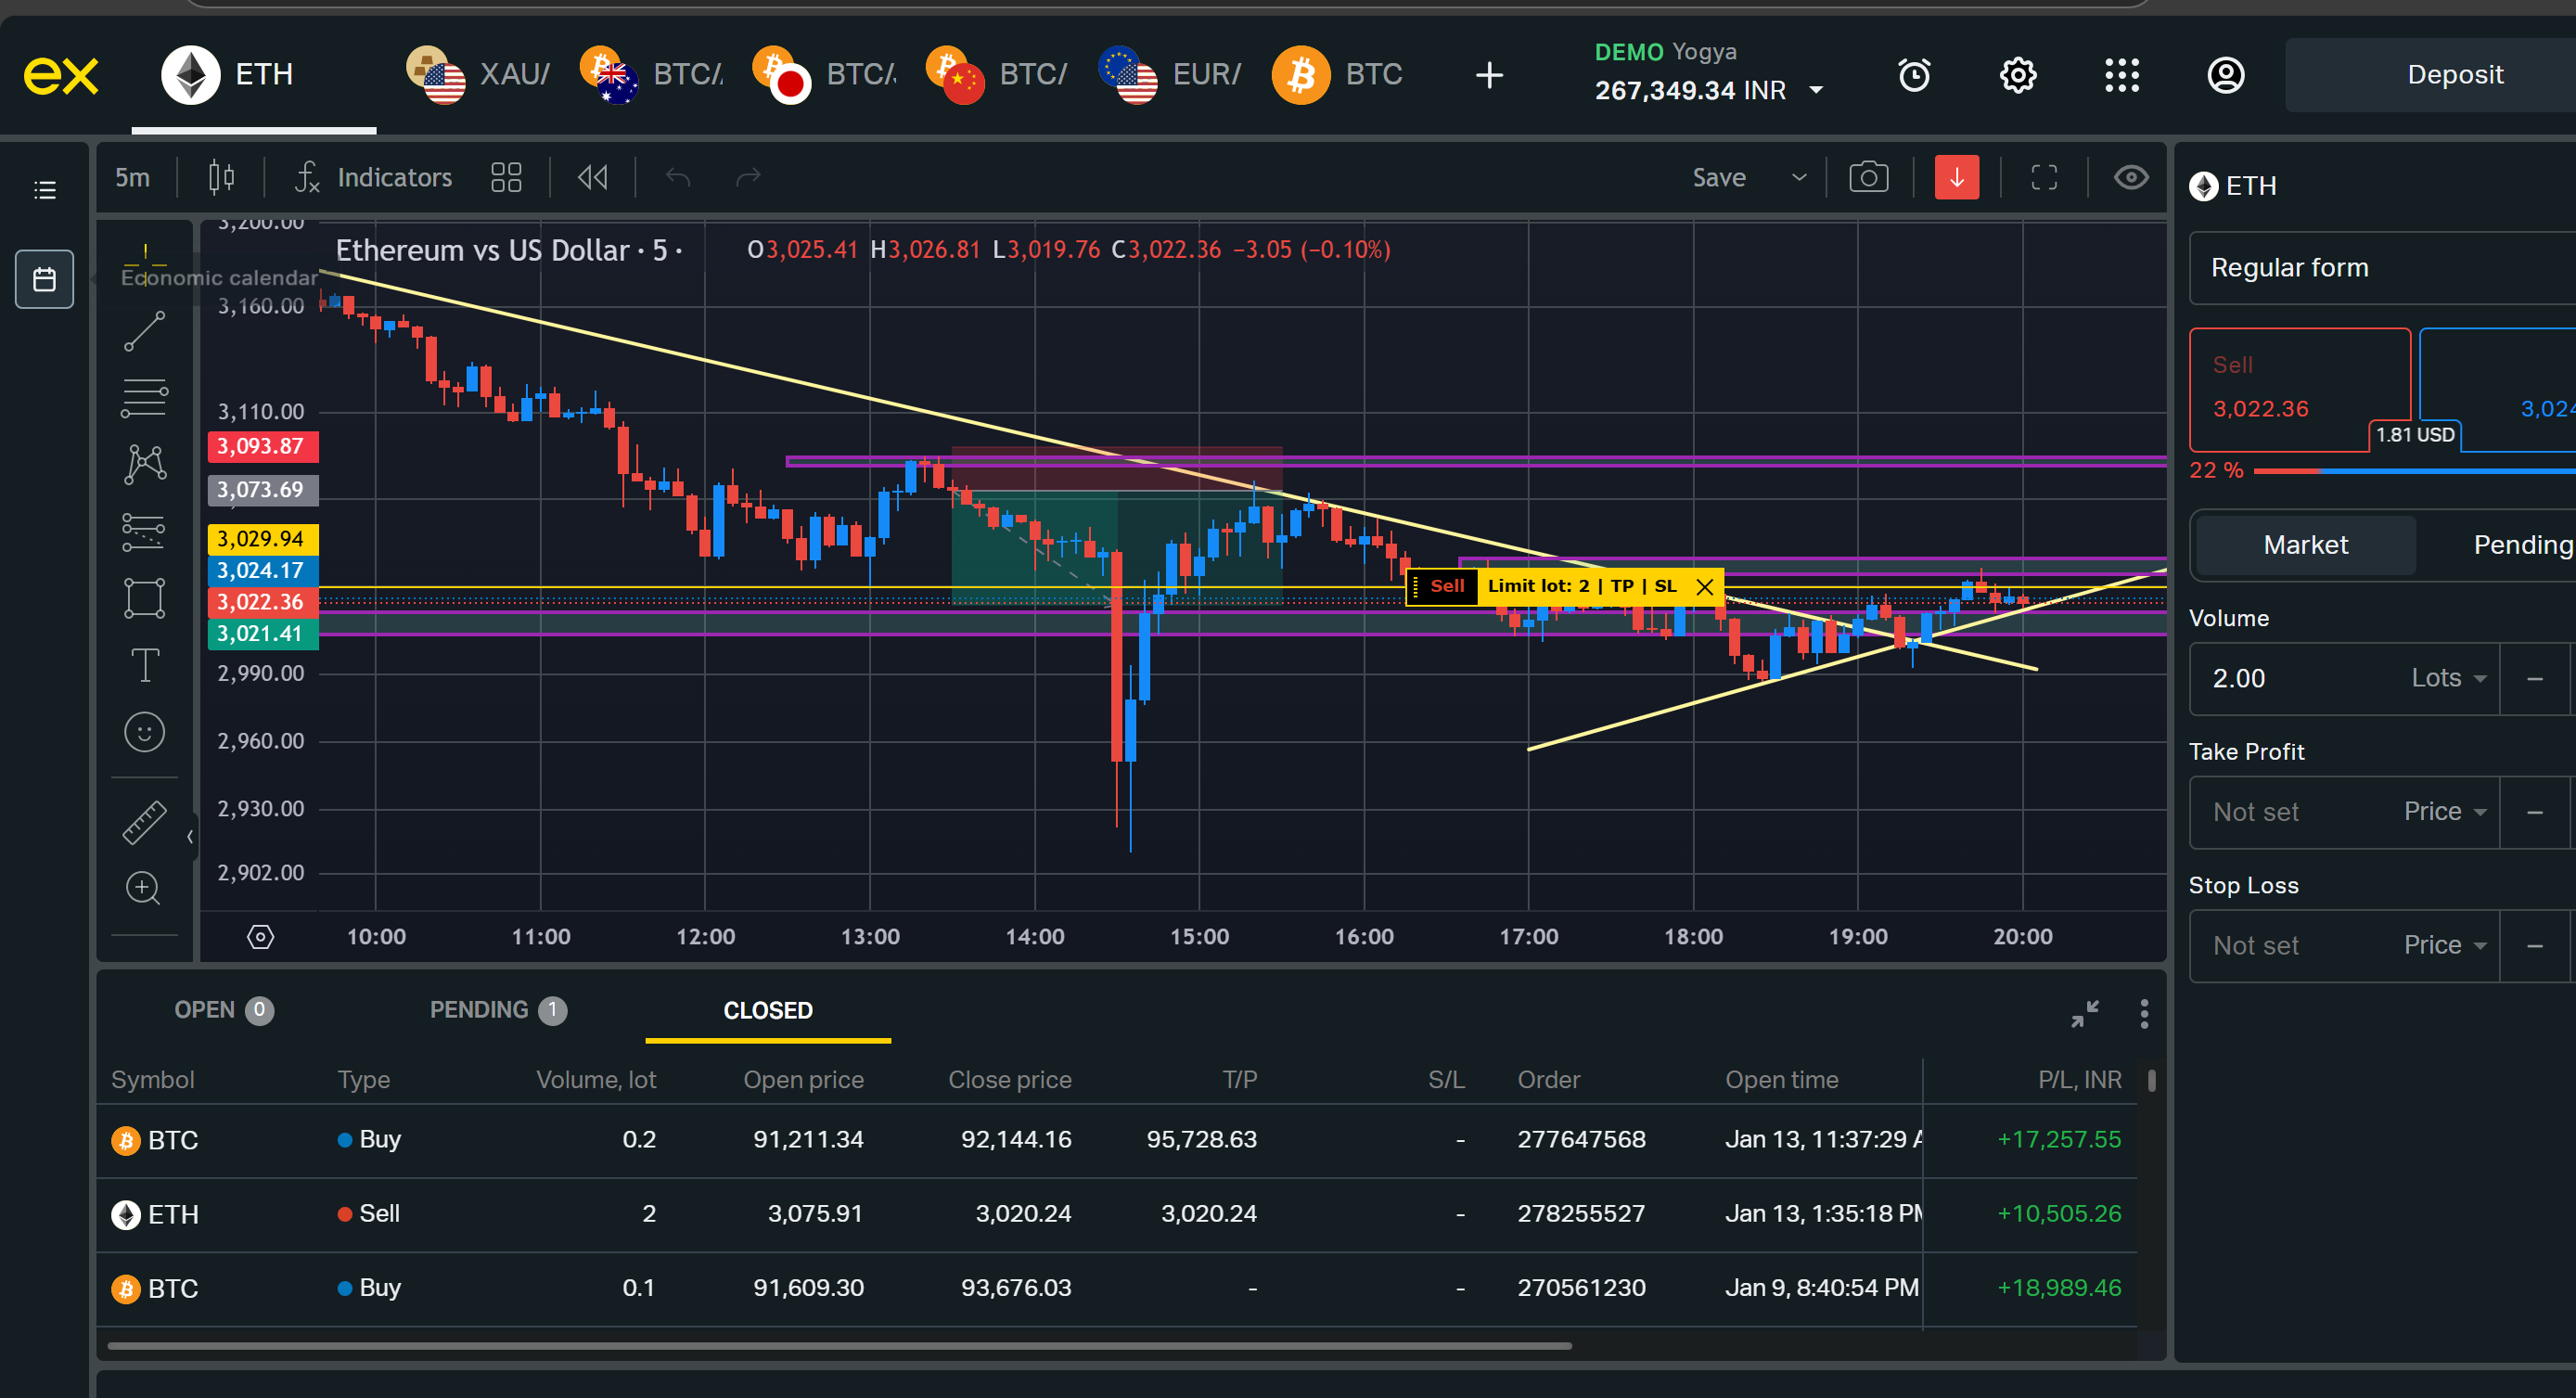 ex
ETH
XAU/
BTC/
BTC/
BTC/
EUR/
BTC
DEMO Yogya
267,349.34 INR
Deposit
5m
Indicators
Save
Economic calendar
Ethereum vs US Dollar · 5 ·
O3,025.41 H3,026.81 L3,019.76 C3,022.36 −3.05 (−0.10%)
3,200.00
3,160.00
3,110.00
3,093.87
3,073.69
3,029.94
3,024.17
3,022.36
3,021.41
2,990.00
2,960.00
2,930.00
2,902.00
Sell Limit lot: 2 | TP | SL
10:00 11:00 12:00 13:00 14:00 15:00 16:00 17:00 18:00 19:00 20:00
ETH
Regular form
Sell
3,022.36
3,024
1.81 USD
22 %
Market Pending
Volume
2.00 Lots
Take Profit
Not set Price
Stop Loss
Not set Price
OPEN 0 PENDING 1 CLOSED
Symbol Type Volume, lot Open price Close price T/P S/L Order Open time P/L, INR
BTC Buy 0.2 91,211.34 92,144.16 95,728.63 - 277647568 Jan 13, 11:37:29 A +17,257.55
ETH Sell 2 3,075.91 3,020.24 3,020.24 - 278255527 Jan 13, 1:35:18 PM +10,505.26
BTC Buy 0.1 91,609.30 93,676.03 - - 270561230 Jan 9, 8:40:54 PM +18,989.46